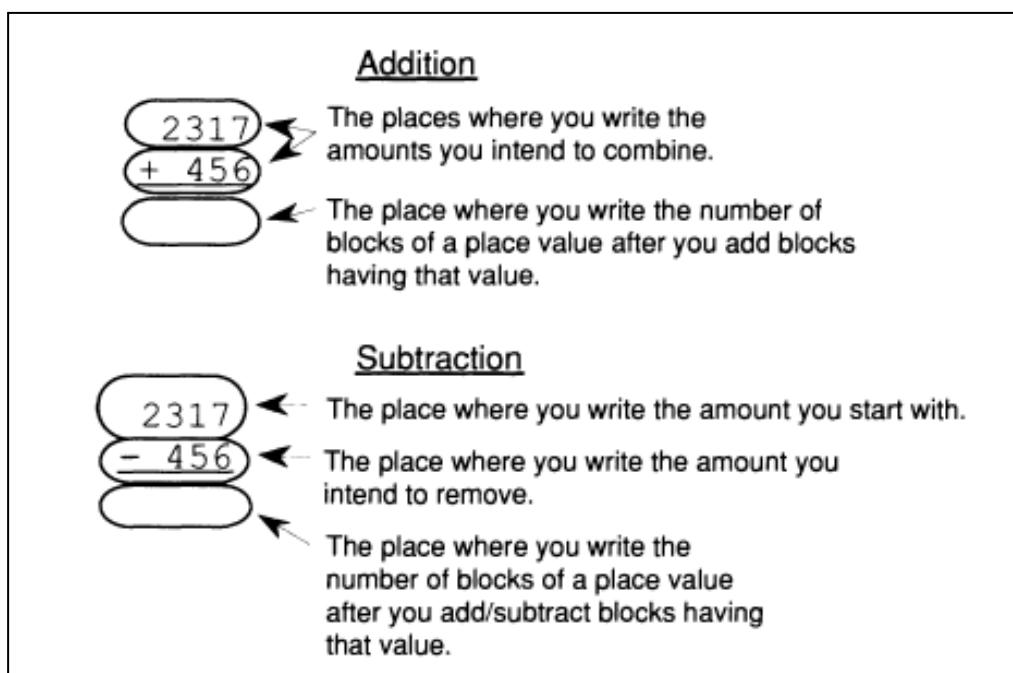 Addition
2317
+ 456
The places where you write the
amounts you intend to combine.
The place where you write the number of
blocks of a place value after you add blocks
having that value.
Subtraction
2317
- 456
The place where you write the amount you start with.
The place where you write the amount you
intend to remove.
The place where you write the
number of blocks of a place value
after you add/subtract blocks having
that value.